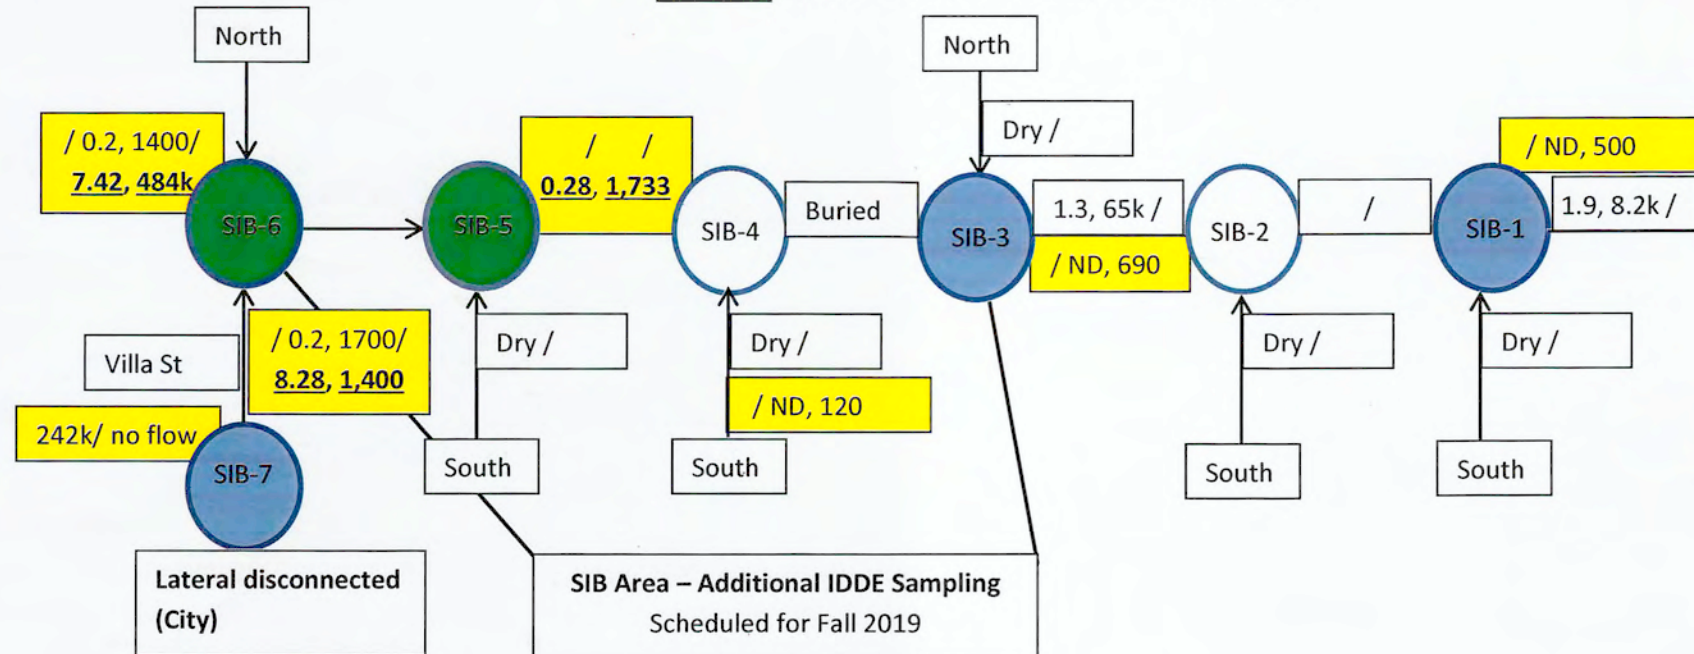 North
North
/ 0.2, 1400/
7.42, 484k
SIB-6
SIB-5
/ /
0.28, 1,733
SIB-4
Buried
Dry /
SIB-3
1.3, 65k /
/ ND, 690
SIB-2
/
SIB-1
/ ND, 500
1.9, 8.2k /
Villa St
/ 0.2, 1700/
8.28, 1,400
242k/ no flow
SIB-7
Dry /
South
Dry /
/ ND, 120
South
Dry /
South
Dry /
South
Lateral disconnected
(City)
SIB Area – Additional IDDE Sampling
Scheduled for Fall 2019